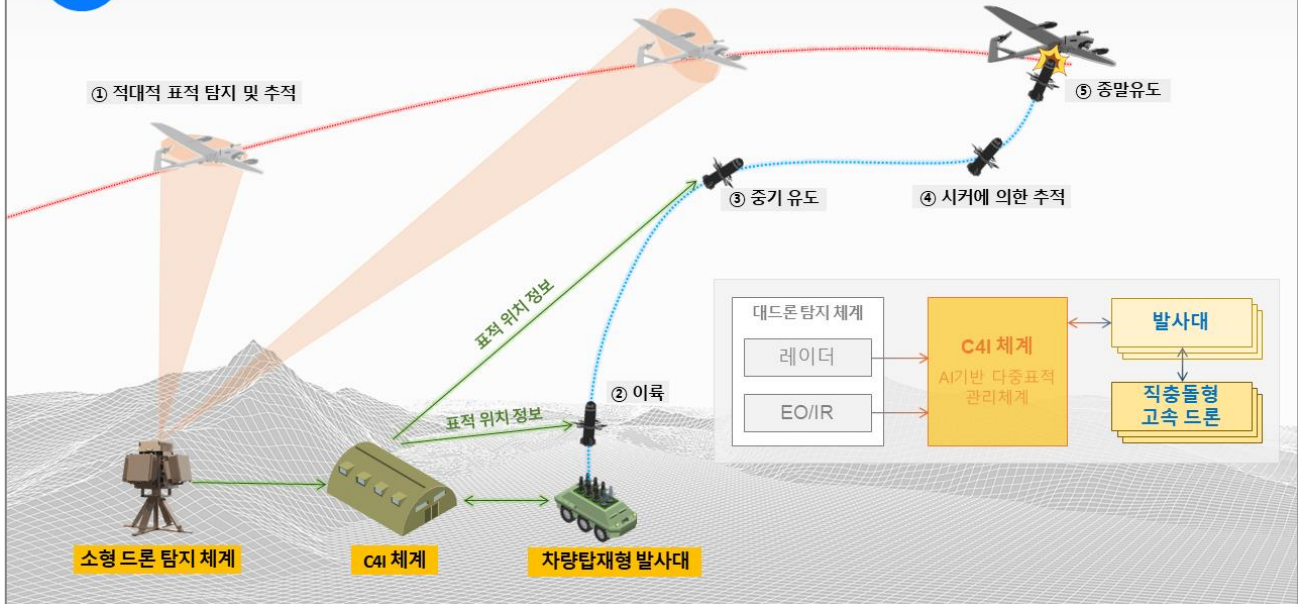 ① 적대적 표적 탐지 및 추적
⑤ 종말유도
③ 중기 유도
④ 시커에 의한 추적
표적 위치 정보
② 이륙
표적 위치 정보
대드론 탐지 체계
레이더
EO/IR
C4I 체계
AI기반 다중표적
관리체계
발사대
직충돌형
고속 드론
소형 드론 탐지 체계
C4I 체계
차량탑재형 발사대